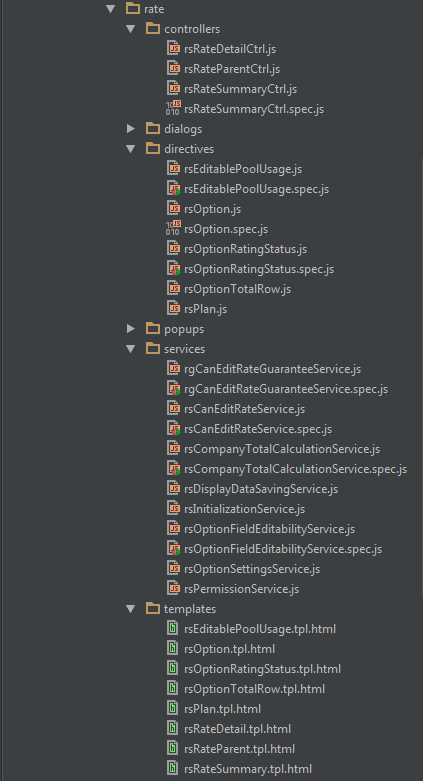 rate
controllers
rsRateDetailCtrl.js
rsRateParentCtrl.js
rsRateSummaryCtrl.js
rsRateSummaryCtrl.spec.js
dialogs
directives
rsEditablePoolUsage.js
rsEditablePoolUsage.spec.js
rsOption.js
rsOption.spec.js
rsOptionRatingStatus.js
rsOptionRatingStatus.spec.js
rsOptionTotalRow.js
rsPlan.js
popups
services
rgCanEditRateGuaranteeService.js
rgCanEditRateGuaranteeService.spec.js
rsCanEditRateService.js
rsCanEditRateService.spec.js
rsCompanyTotalCalculationService.js
rsCompanyTotalCalculationService.spec.js
rsDisplayDataSavingService.js
rsInitializationService.js
rsOptionFieldEditabilityService.js
rsOptionFieldEditabilityService.spec.js
rsOptionSettingsService.js
rsPermissionService.js
templates
rsEditablePoolUsage.tpl.html
rsOption.tpl.html
rsOptionRatingStatus.tpl.html
rsOptionTotalRow.tpl.html
rsPlan.tpl.html
rsRateDetail.tpl.html
rsRateParent.tpl.html
rsRateSummary.tpl.html